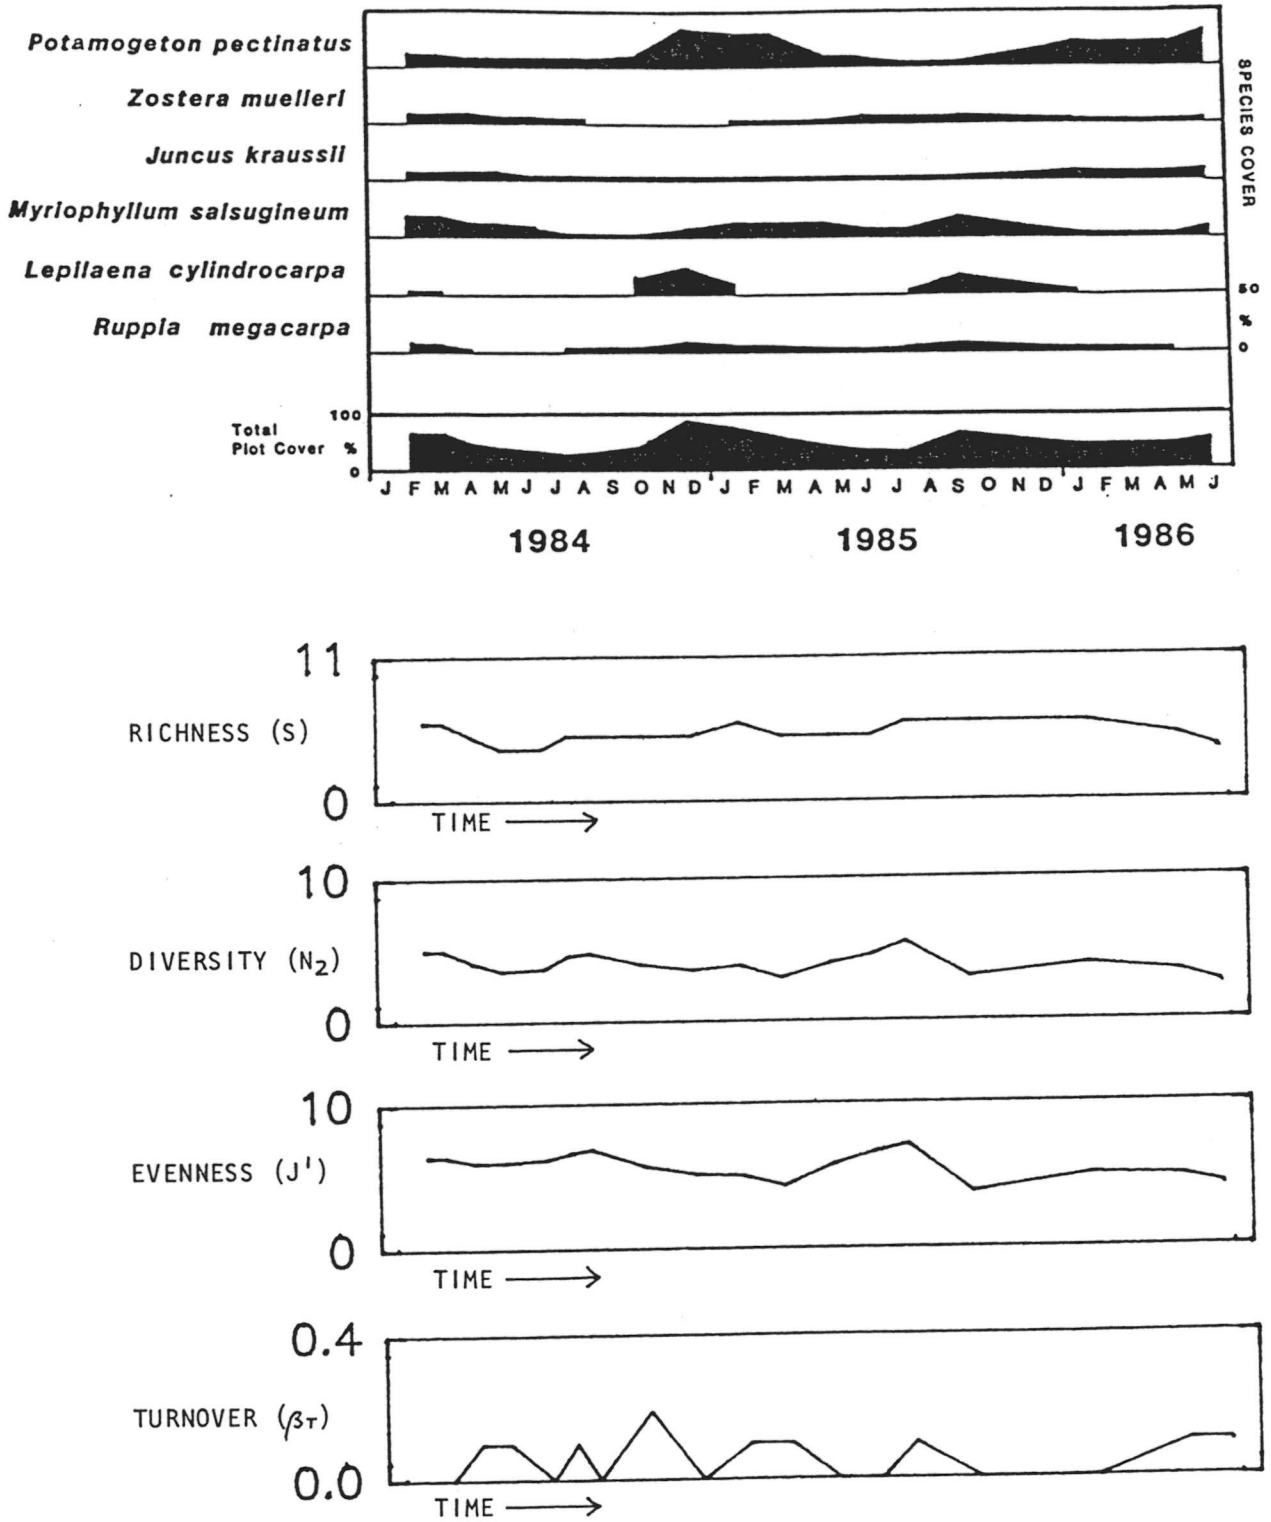 Potamogeton pectinatus
Zostera muelleri
Juncus kraussii
Myriophyllum salsugineum
Lepilaena cylindrocarpa
Ruppia megacarpa
SPECIES COVER
50
%
0
100
Total
Plot Cover %
0
J F M A M J J A S O N D J F M A M J J A S O N D J F M A M J
1984 1985 1986
11
RICHNESS (S)
0
TIME
10
DIVERSITY (N₂)
0
TIME
10
EVENNESS (J')
0
TIME
0.4
TURNOVER (βT)
0.0
TIME